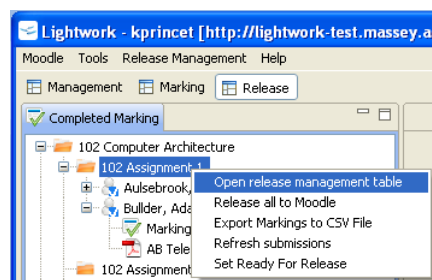 Lightwork - kprincet [http://lightwork-test.massey.a
Moodle Tools Release Management Help
Management Marking Release
Completed Marking
102 Computer Architecture
102 Assignment 1
Aulsebrook,
Bullder, Ada
Marking
AB Tele
102 Assignment
Open release management table
Release all to Moodle
Export Markings to CSV File
Refresh submissions
Set Ready For Release